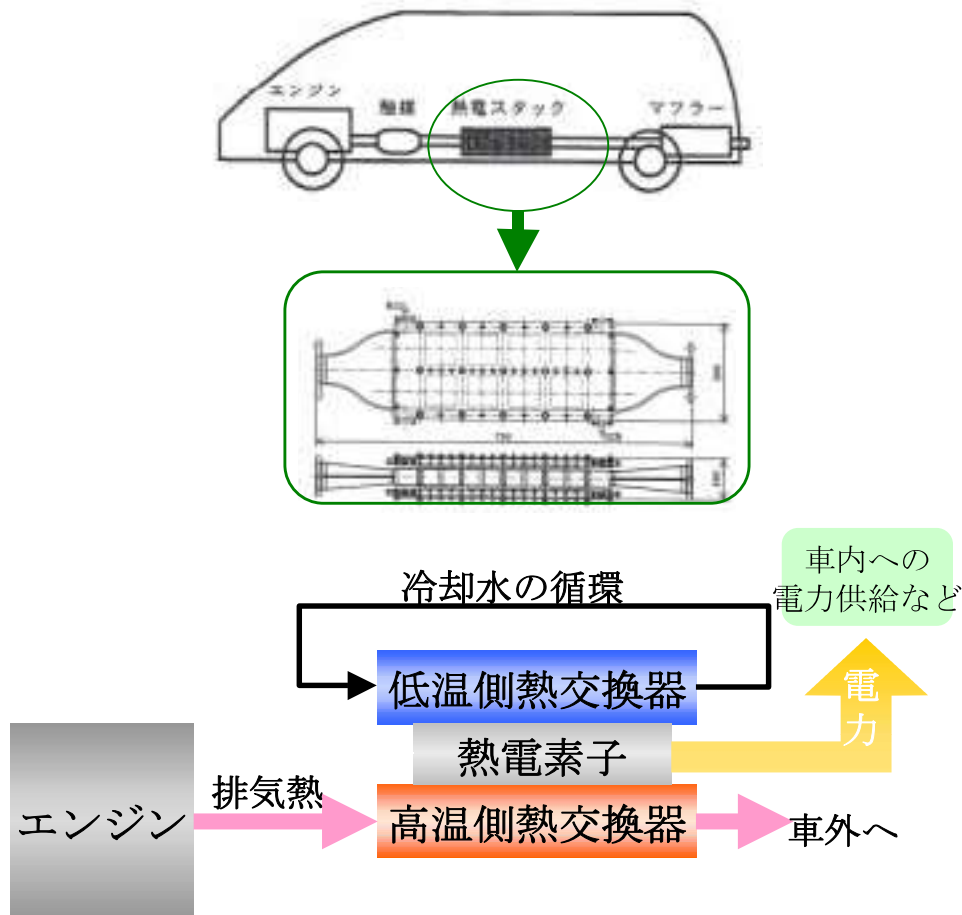 エンジン
触媒
熱電スタック
マフラー
冷却水の循環
車内への
電力供給など
低温側熱交換器
電
力
熱電素子
排気熱
エンジン
高温側熱交換器
車外へ